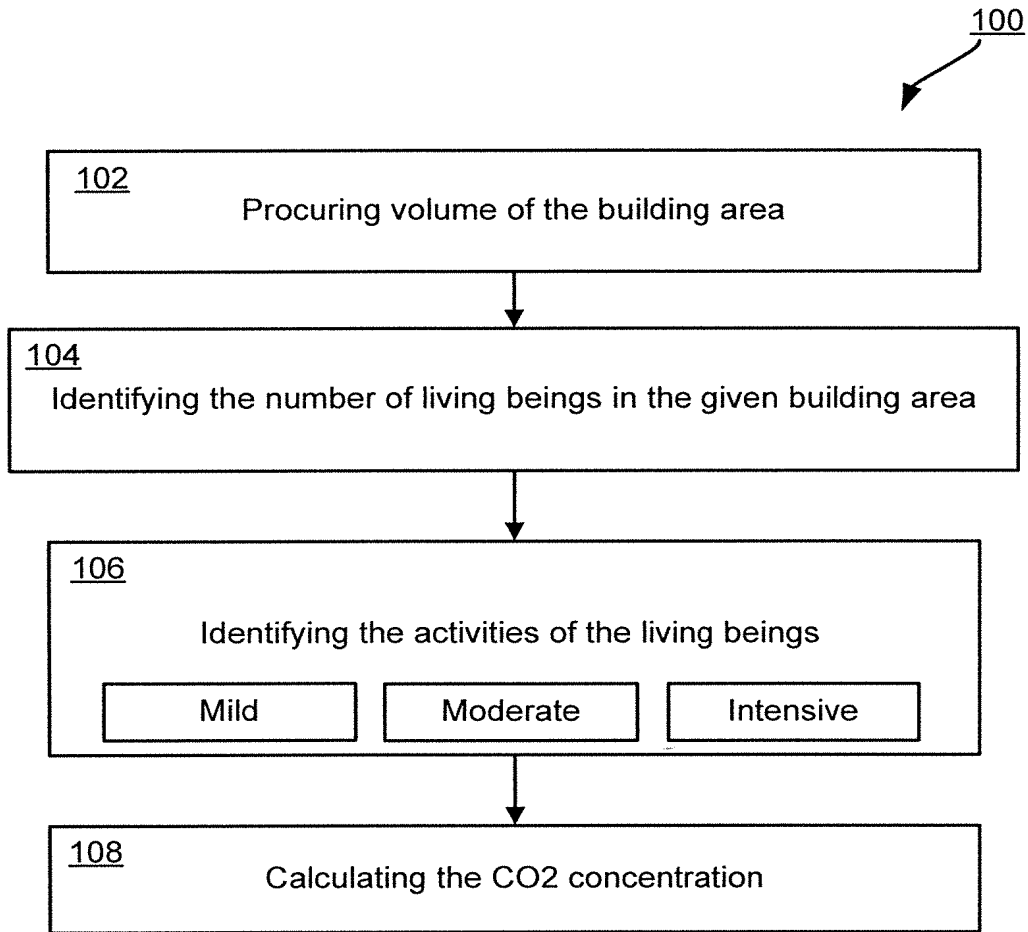 100
102
Procuring volume of the building area
104
Identifying the number of living beings in the given building area
106
Identifying the activities of the living beings
Mild
Moderate
Intensive
108
Calculating the CO2 concentration